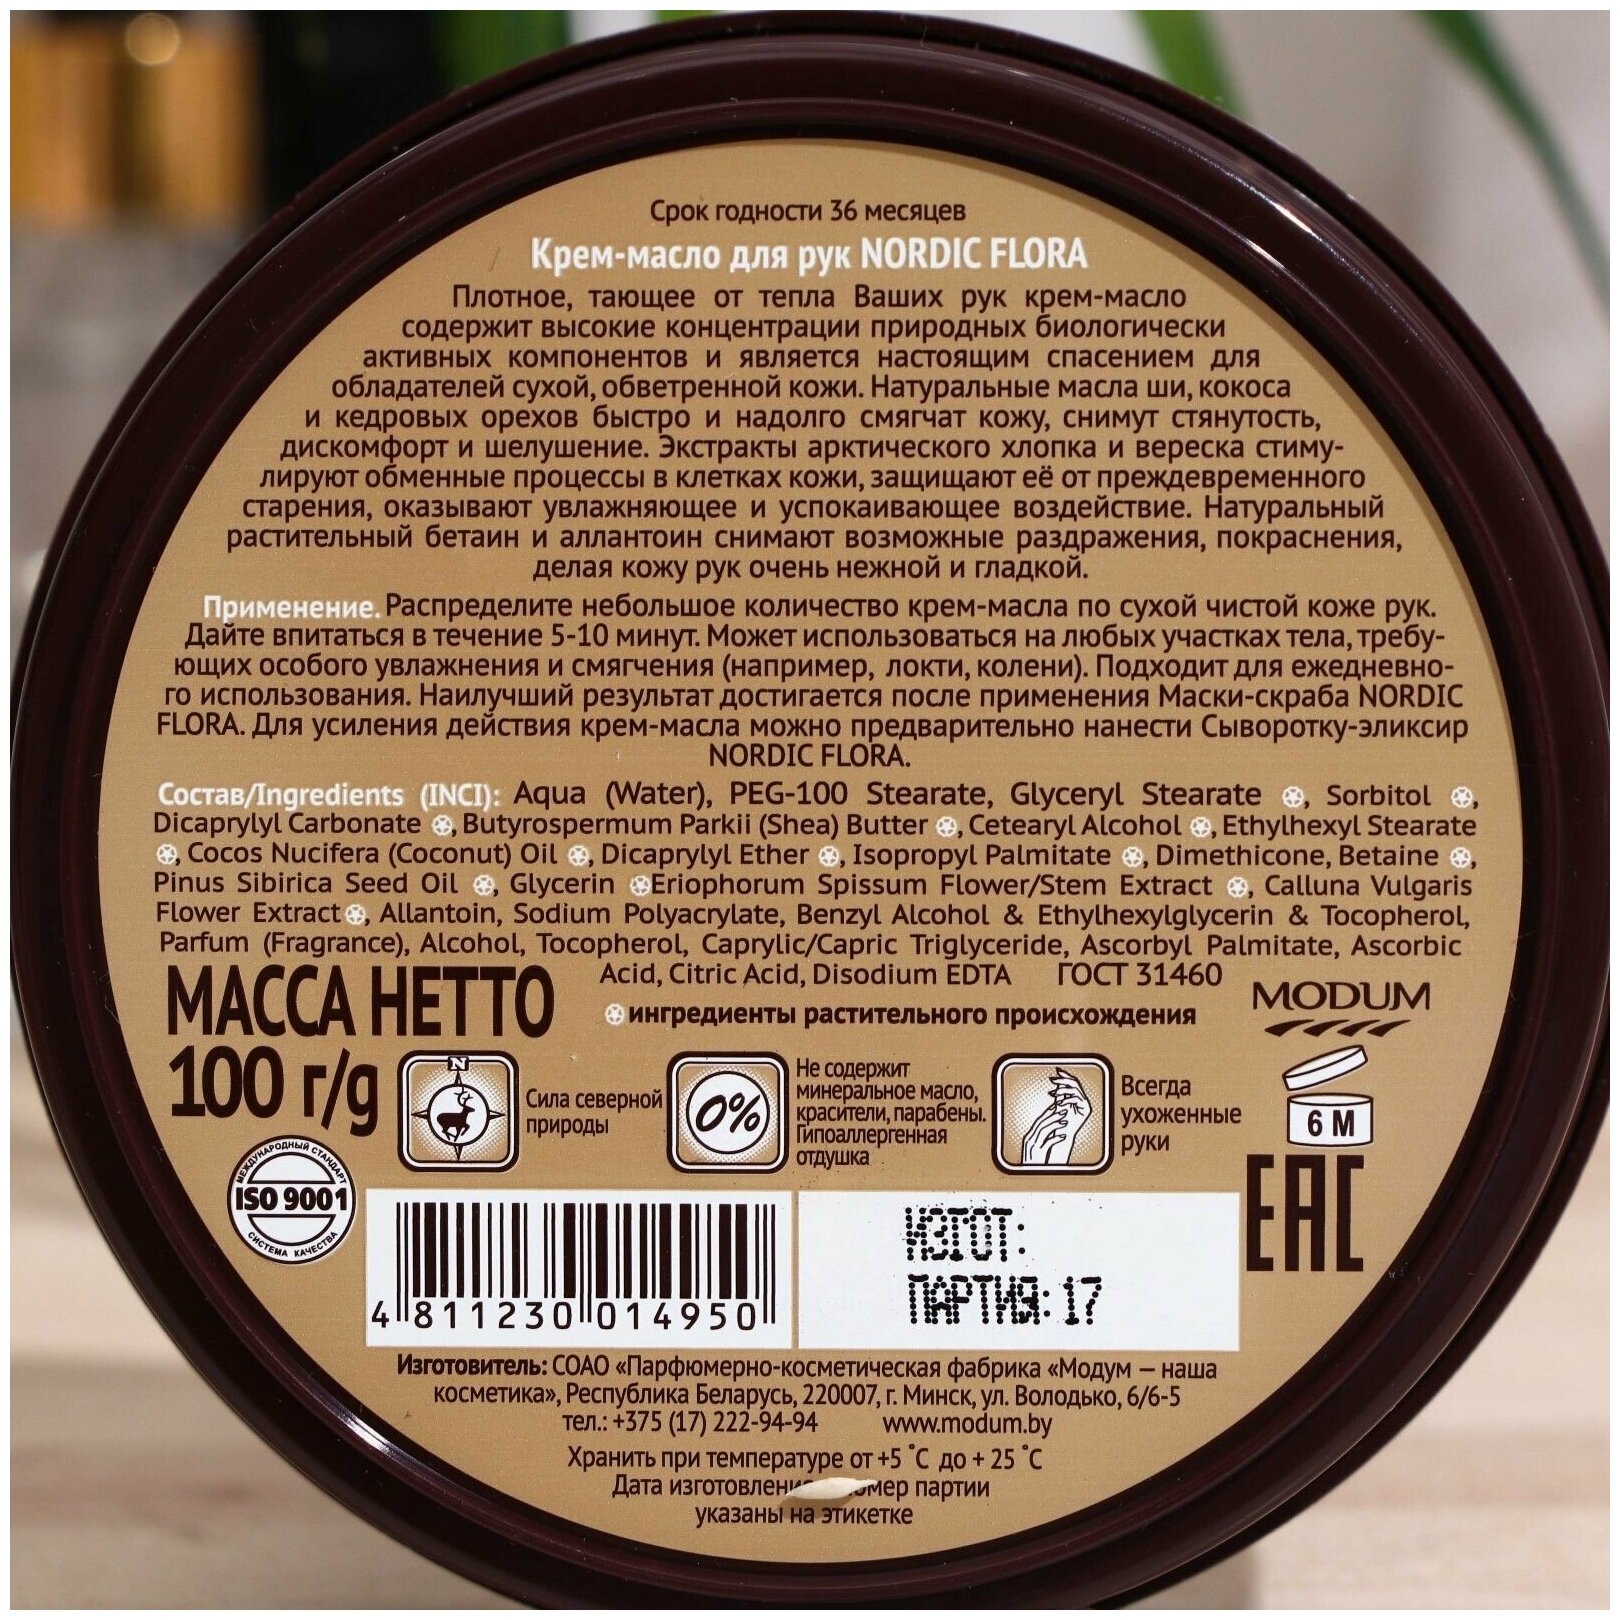 Срок годности 36 месяцев
Крем-масло для рук NORDIC FLORA
Плотное, тающее от тепла Ваших рук крем-масло
содержит высокие концентрации природных биологически
активных компонентов и является настоящим спасением для
обладателей сухой, обветренной кожи. Натуральные масла ши, кокоса
и кедровых орехов быстро и надолго смягчат кожу, снимут стянутость,
дискомфорт и шелушение. Экстракты арктического хлопка и вереска стиму-
лируют обменные процессы в клетках кожи, защищают её от преждевременного
старения, оказывают увлажняющее и успокаивающее воздействие. Натуральный
растительный бетаин и аллантоин снимают возможные раздражения, покраснения,
делая кожу рук очень нежной и гладкой.
Применение. Распределите небольшое количество крем-масла по сухой чистой коже рук.
Дайте впитаться в течение 5-10 минут. Может использоваться на любых участках тела, требу-
ющих особого увлажнения и смягчения (например, локти, колени). Подходит для ежедневно-
го использования. Наилучший результат достигается после применения Маски-скраба NORDIC
FLORA. Для усиления действия крем-масла можно предварительно нанести Сыворотку-эликсир
NORDIC FLORA.
Состав/Ingredients (INCI): Aqua (Water), PEG-100 Stearate, Glyceryl Stearate , Sorbitol ,
Dicaprylyl Carbonate , Butyrospermum Parkii (Shea) Butter , Cetearyl Alcohol , Ethylhexyl Stearate
, Cocos Nucifera (Coconut) Oil , Dicaprylyl Ether , Isopropyl Palmitate , Dimethicone, Betaine ,
Pinus Sibirica Seed Oil , Glycerin Eriophorum Spissum Flower/Stem Extract , Calluna Vulgaris
Flower Extract , Allantoin, Sodium Polyacrylate, Benzyl Alcohol & Ethylhexylglycerin & Tocopherol,
Parfum (Fragrance), Alcohol, Tocopherol, Caprylic/Capric Triglyceride, Ascorbyl Palmitate, Ascorbic
Acid, Citric Acid, Disodium EDTA ГОСТ 31460
ингредиенты растительного происхождения
МАССА НЕТТО
100 г/g
MODUM
N
Сила северной
природы
0%
Не содержит
минеральное масло,
красители, парабены.
Гипоаллергенная
отдушка
Всегда
ухоженные
руки
6 M
EAC
МЕЖДУНАРОДНЫЙ СТАНДАРТ
ISO 9001
СИСТЕМА КАЧЕСТВА
4 811230 014950
ИЗГОТ:
ПАРТИЯ: 17
Изготовитель: СОАО «Парфюмерно-косметическая фабрика «Модум — наша
косметика», Республика Беларусь, 220007, г. Минск, ул. Володько, 6/6-5
тел.: +375 (17) 222-94-94 www.modum.by
Хранить при температуре от +5 ˚С до + 25 ˚С
Дата партии
указаны на этикетке